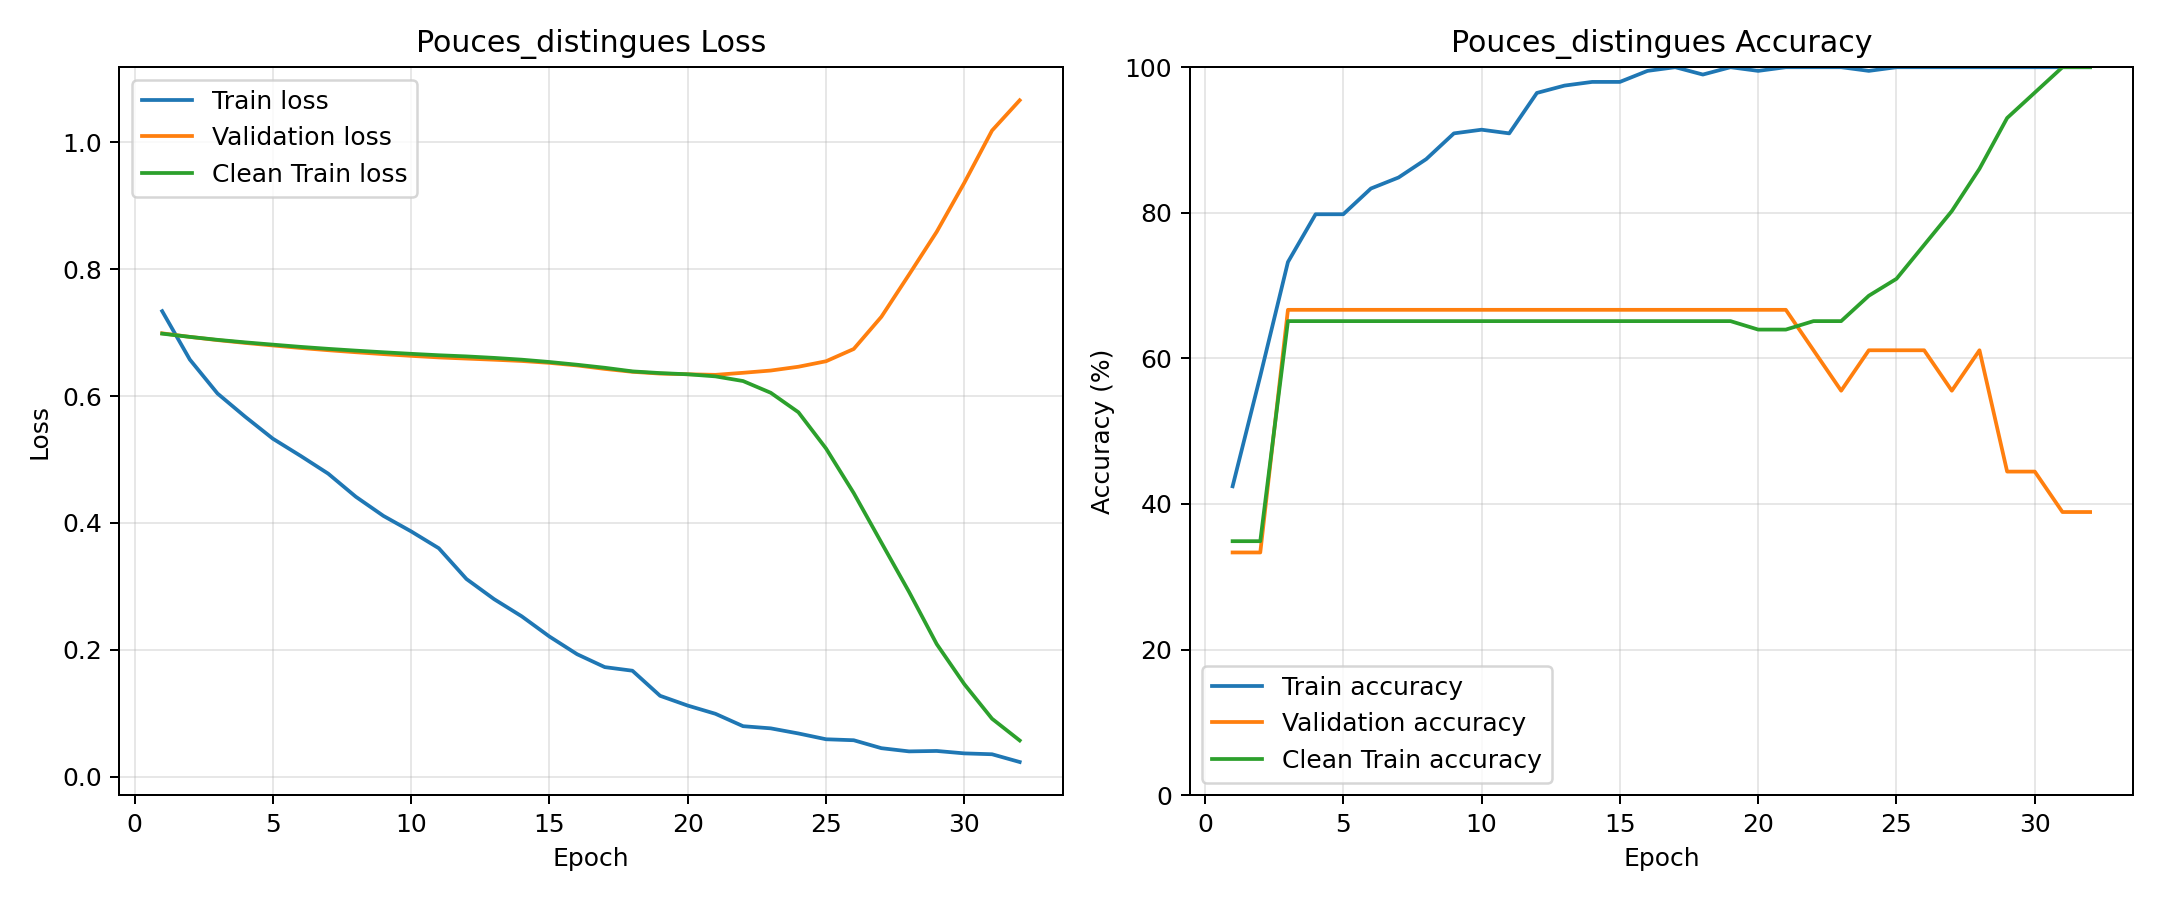 Pouces_distingues Loss
Train loss
Validation loss
Clean Train loss
1.0
0.8
0.6
0.4
0.2
0.0
Loss
0 5 10 15 20 25 30
Epoch
Pouces_distingues Accuracy
100
80
60
40
20
0
Accuracy (%)
Train accuracy
Validation accuracy
Clean Train accuracy
0 5 10 15 20 25 30
Epoch